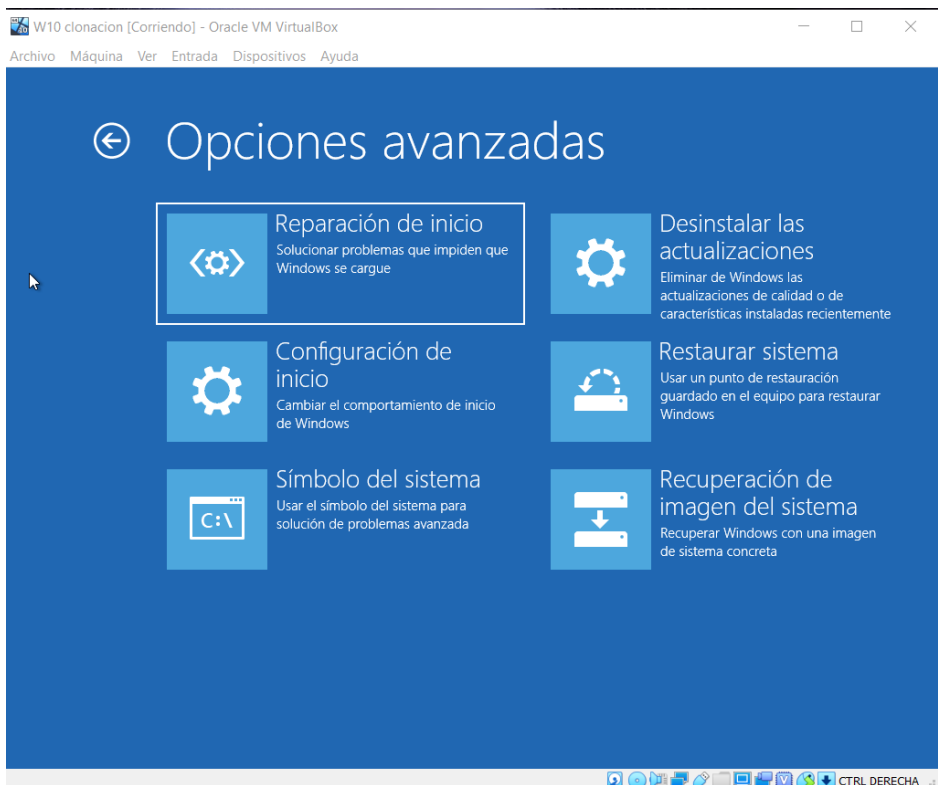 W10 clonacion [Corriendo] - Oracle VM VirtualBox
Archivo Máquina Ver Entrada Dispositivos Ayuda
Opciones avanzadas
Reparación de inicio
Solucionar problemas que impiden que
Windows se cargue
Desinstalar las
actualizaciones
Eliminar de Windows las
actualizaciones de calidad o de
características instaladas recientemente
Configuración de
inicio
Cambiar el comportamiento de inicio
de Windows
Restaurar sistema
Usar un punto de restauración
guardado en el equipo para restaurar
Windows
C:\
Símbolo del sistema
Usar el símbolo del sistema para
solución de problemas avanzada
Recuperación de
imagen del sistema
Recuperar Windows con una imagen
de sistema concreta
CTRL DERECHA